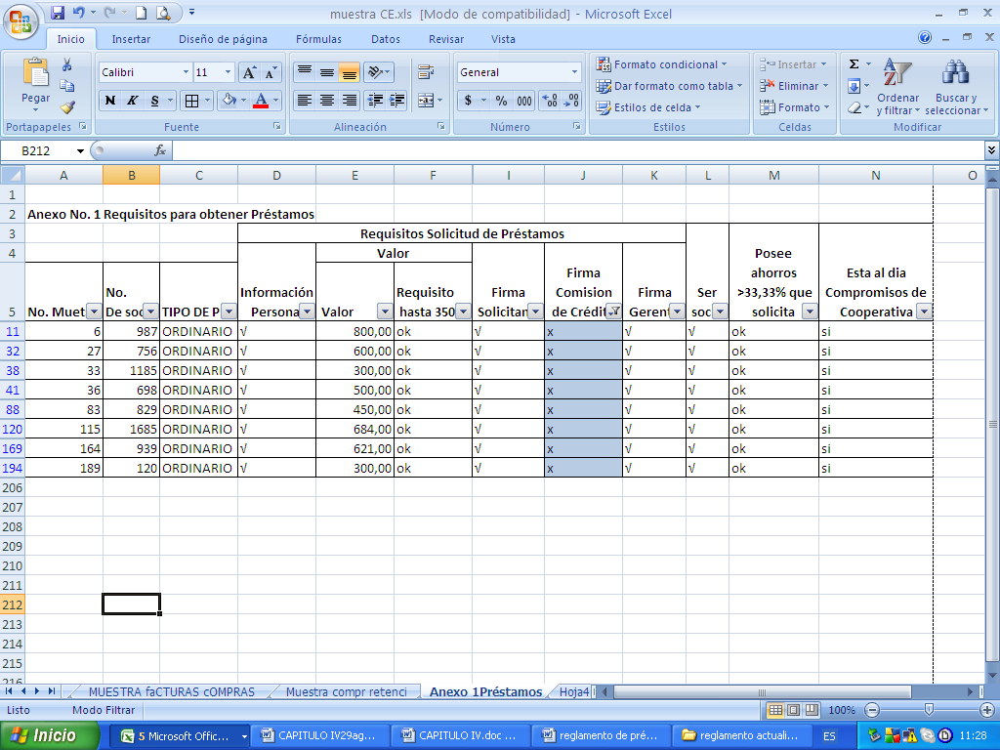 muestra CE.xls [Modo de compatibilidad] - Microsoft Excel
Inicio Insertar Diseño de página Fórmulas Datos Revisar Vista
Pegar
Portapapeles
Calibri 11
N K S A
Fuente
Alineación
General
$ % 000
Número
Formato condicional
Dar formato como tabla
Estilos de celda
Estilos
Insertar
Eliminar
Formato
Celdas
Σ
Ordenar y filtrar
Buscar y seleccionar
Modificar
B212 fx
A B C D E F I J K L M N O
1
2 Anexo No. 1 Requisitos para obtener Préstamos
3 Requisitos Solicitud de Préstamos
4 Valor
5 No. Muet No. De soc TIPO DE P Información Persona Valor Requisito hasta 350 Firma Solicitan Firma Comision de Crédit Firma Gerent Ser soc Posee ahorros >33,33% que solicita Esta al dia Compromisos de Cooperativa
11 6 987 ORDINARIO √ 800,00 ok √ x √ √ ok si
32 27 756 ORDINARIO √ 600,00 ok √ x √ √ ok si
38 33 1185 ORDINARIO √ 300,00 ok √ x √ √ ok si
41 36 698 ORDINARIO √ 500,00 ok √ x √ √ ok si
88 83 829 ORDINARIO √ 450,00 ok √ x √ √ ok si
120 115 1685 ORDINARIO √ 684,00 ok √ x √ √ ok si
169 164 939 ORDINARIO √ 621,00 ok √ x √ √ ok si
194 189 120 ORDINARIO √ 300,00 ok √ x √ √ ok si
206
207
208
209
210
211
212
213
214
215
216
MUESTRA faCTURAS cOMPRAS Muestra compr retenci Anexo 1Préstamos Hoja4
Listo Modo Filtrar 100%
Inicio 5 Microsoft Offic... CAPITULO IV29ag... CAPITULO IV.doc ... reglamento de pré... reglamento actuali... ES 11:28